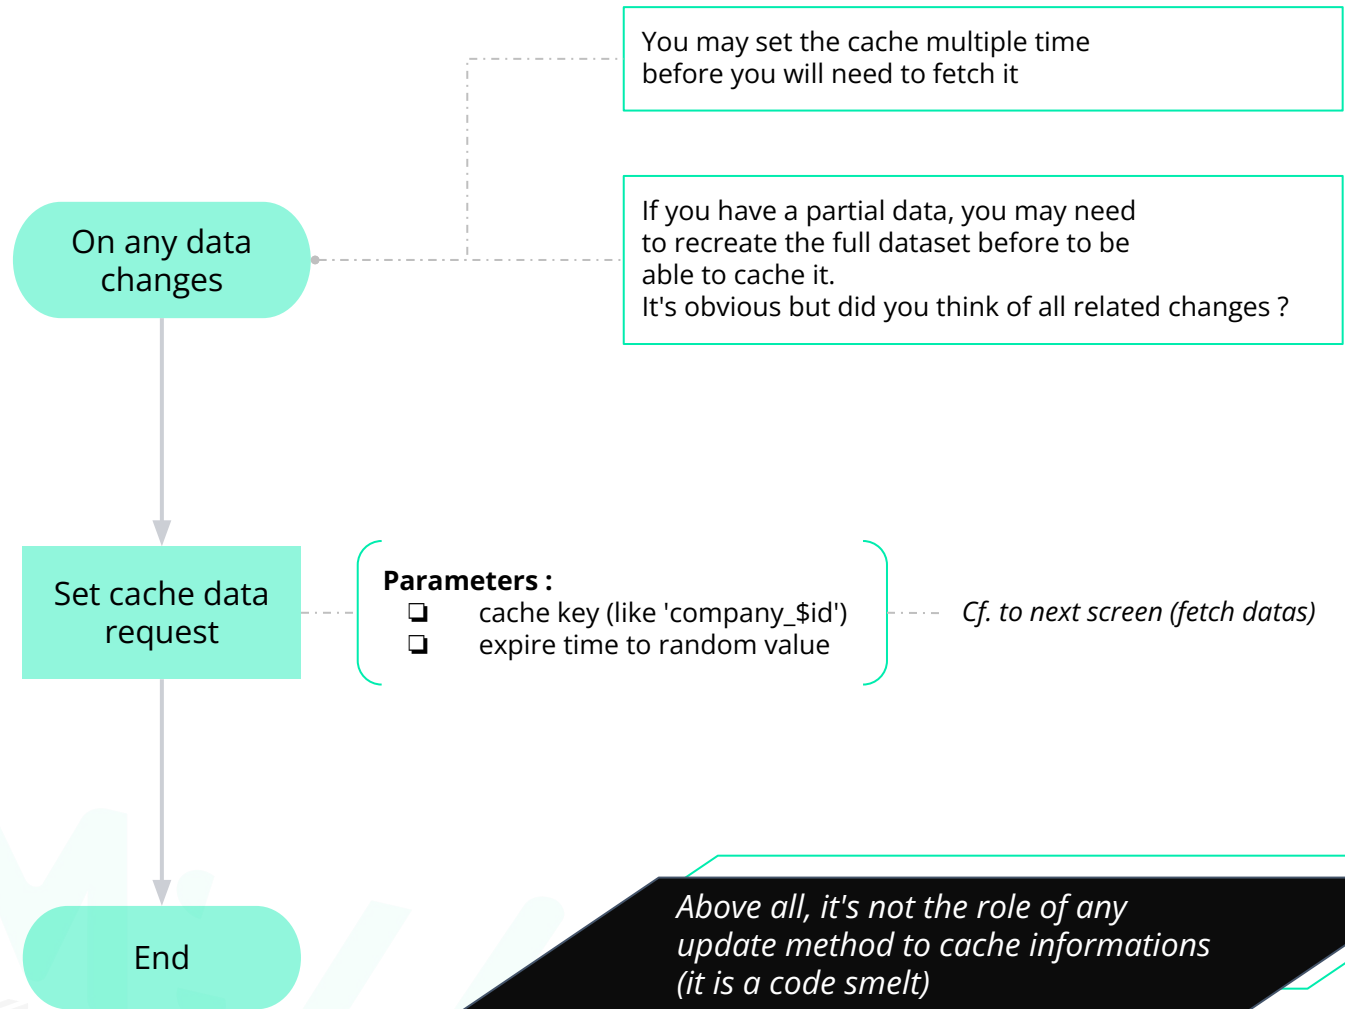 You may set the cache multiple time
before you will need to fetch it
On any data
changes
If you have a partial data, you may need
to recreate the full dataset before to be
able to cache it.
It's obvious but did you think of all related changes ?
Set cache data
request
Parameters :
❏ cache key (like 'company_$id')
❏ expire time to random value
Cf. to next screen (fetch datas)
End
Above all, it's not the role of any
update method to cache informations
(it is a code smelt)